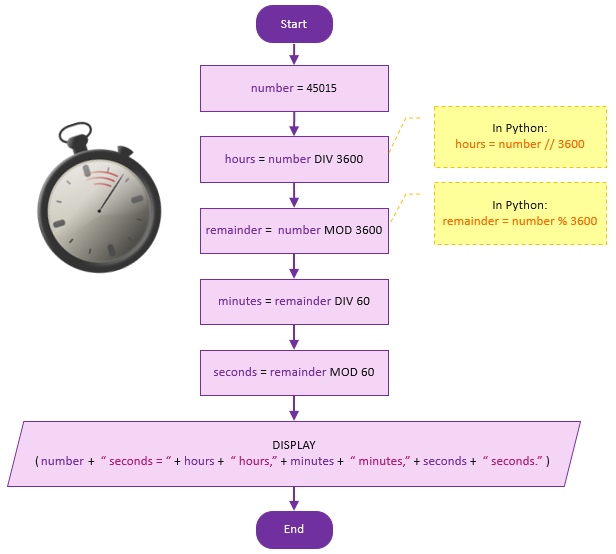 Start
number = 45015
hours = number DIV 3600
In Python:
hours = number // 3600
remainder =  number MOD 3600
In Python:
remainder = number % 3600
minutes = remainder DIV 60
seconds = remainder MOD 60
DISPLAY
( number +  “ seconds = “ + hours +  “ hours,” + minutes +  “ minutes,” + seconds +  “ seconds.” )
End